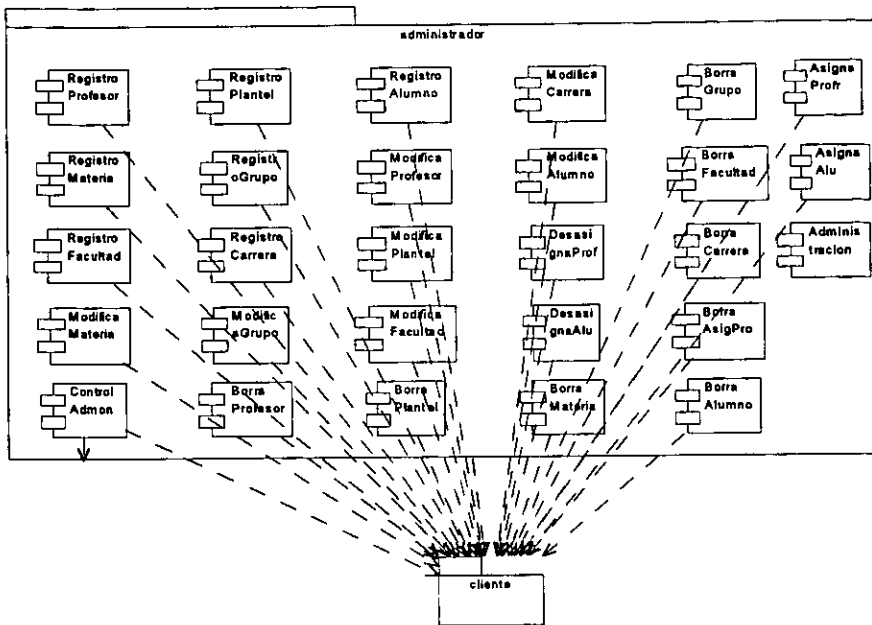 administrador
Registro
Profesor
Registro
Plantel
Registro
Alumno
Modifica
Carrera
Borra
Grupo
Asigna
Profr
Registro
Materia
Registr
oGrupo
Modifica
Profesor
Modifica
Alumno
Borra
Facultad
Asigna
Alu
Registro
Facultad
Registro
Carrera
Modifica
Plantel
Desasi
gnaProf
Borra
Carrera
Adminis
tracion
Modifica
Materia
Modific
aGrupo
Modifica
Facultad
Desasi
gnaAlu
Borra
AsigPro
Control
Admon
Borra
Profesor
Borra
Plantel
Borra
Materia
Borra
Alumno
cliente